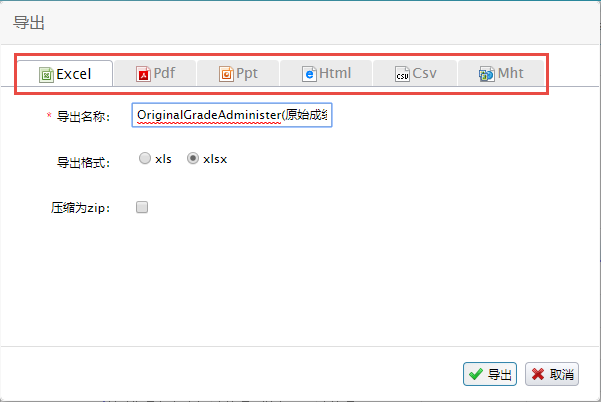 导出
Excel Pdf Ppt Html Csv Mht
* 导出名称: OriginalGradeAdminister(原始成绩
导出格式: xls xlsx
压缩为zip:
导出 取消